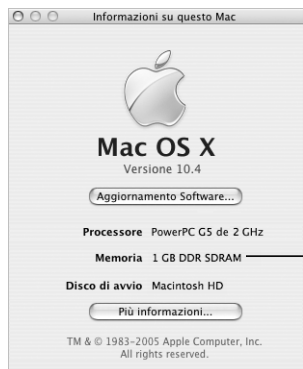 Informazioni su questo Mac
Mac OS X
Versione 10.4
Aggiornamento Software...
Processore PowerPC G5 de 2 GHz
Memoria 1 GB DDR SDRAM
Disco di avvio Macintosh HD
Più informazioni...
TM & © 1983-2005 Apple Computer, Inc.
All rights reserved.